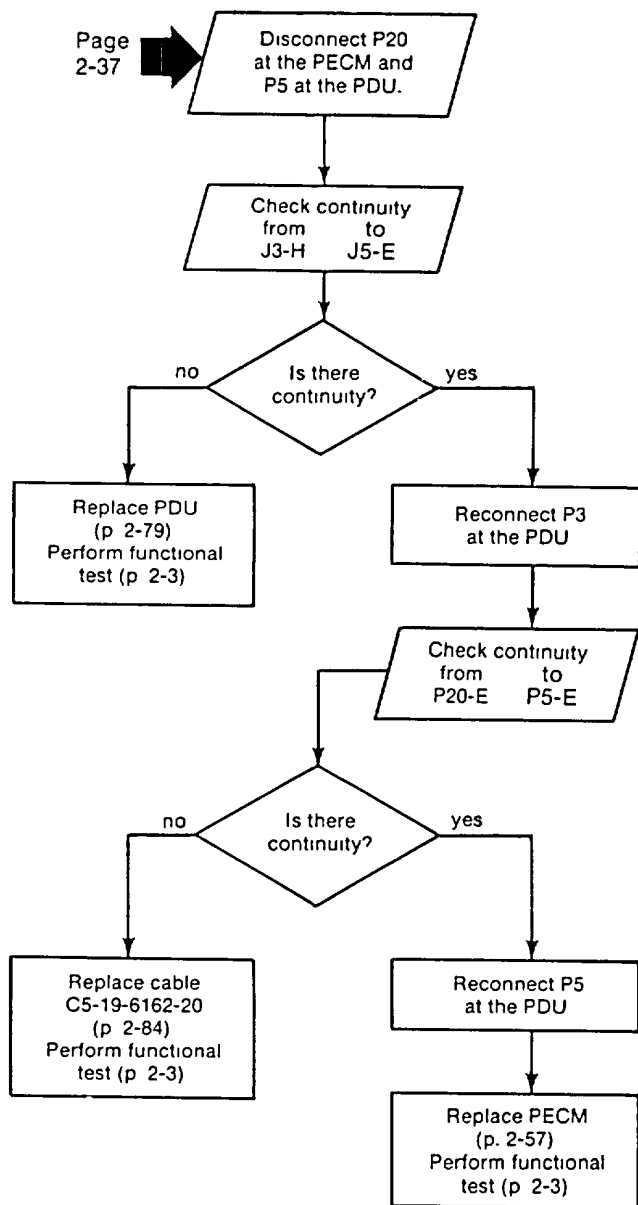 Page
2-37
Disconnect P20
at the PECM and
P5 at the PDU.
Check continuity
from to
J3-H J5-E
no
Is there
continuity?
yes
Replace PDU
(p 2-79)
Perform functional
test (p 2-3)
Reconnect P3
at the PDU
Check continuity
from to
P20-E P5-E
no
Is there
continuity?
yes
Replace cable
C5-19-6162-20
(p 2-84)
Perform functional
test (p 2-3)
Reconnect P5
at the PDU
Replace PECM
(p. 2-57)
Perform functional
test (p 2-3)